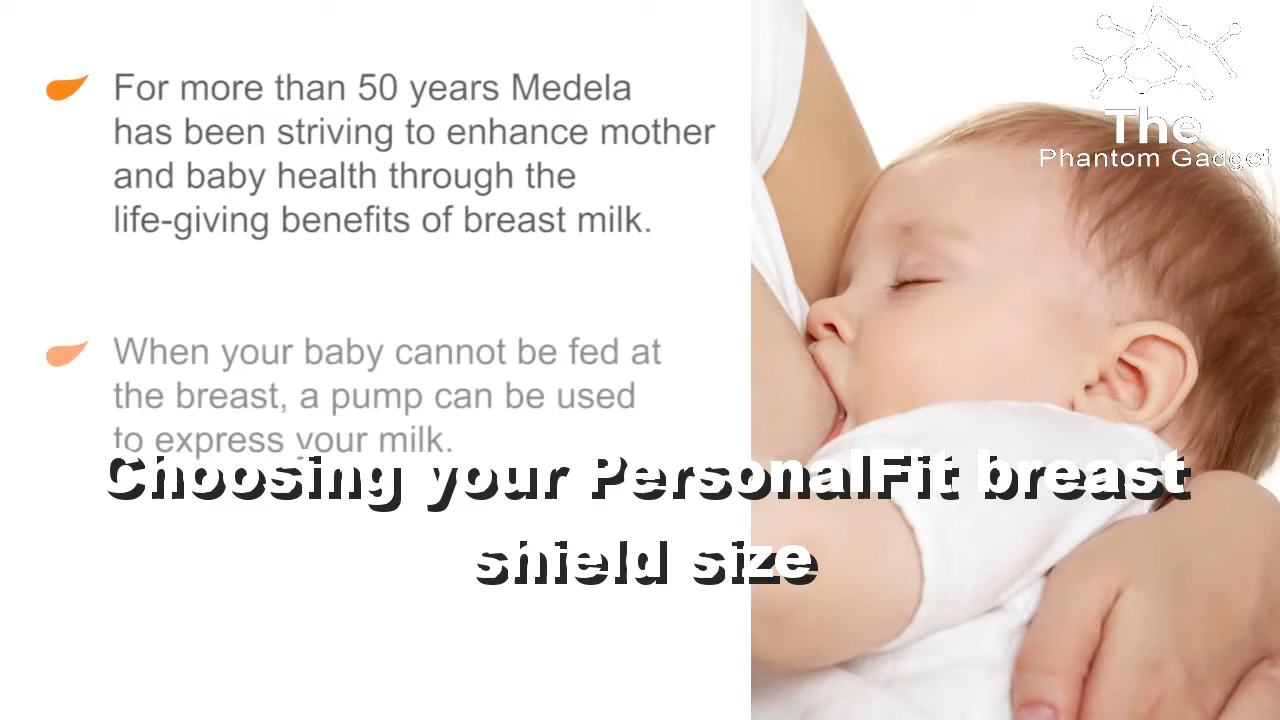 For more than 50 years Medela
has been striving to enhance mother
and baby health through the
life-giving benefits of breast milk.
When your baby cannot be fed at
the breast, a pump can be used
to express your milk.
Choosing your PersonalFit breast
shield size
The
Phantom Gadget